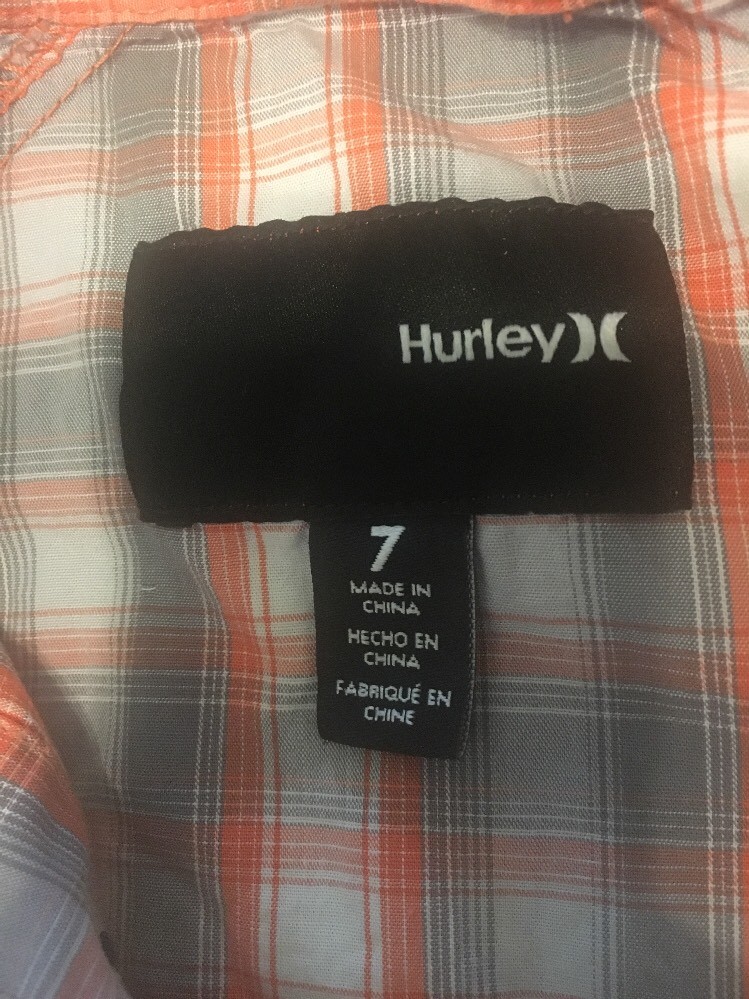 Hurley
7
MADE IN
CHINA
HECHO EN
CHINA
FABRIQUÉ EN
CHINE